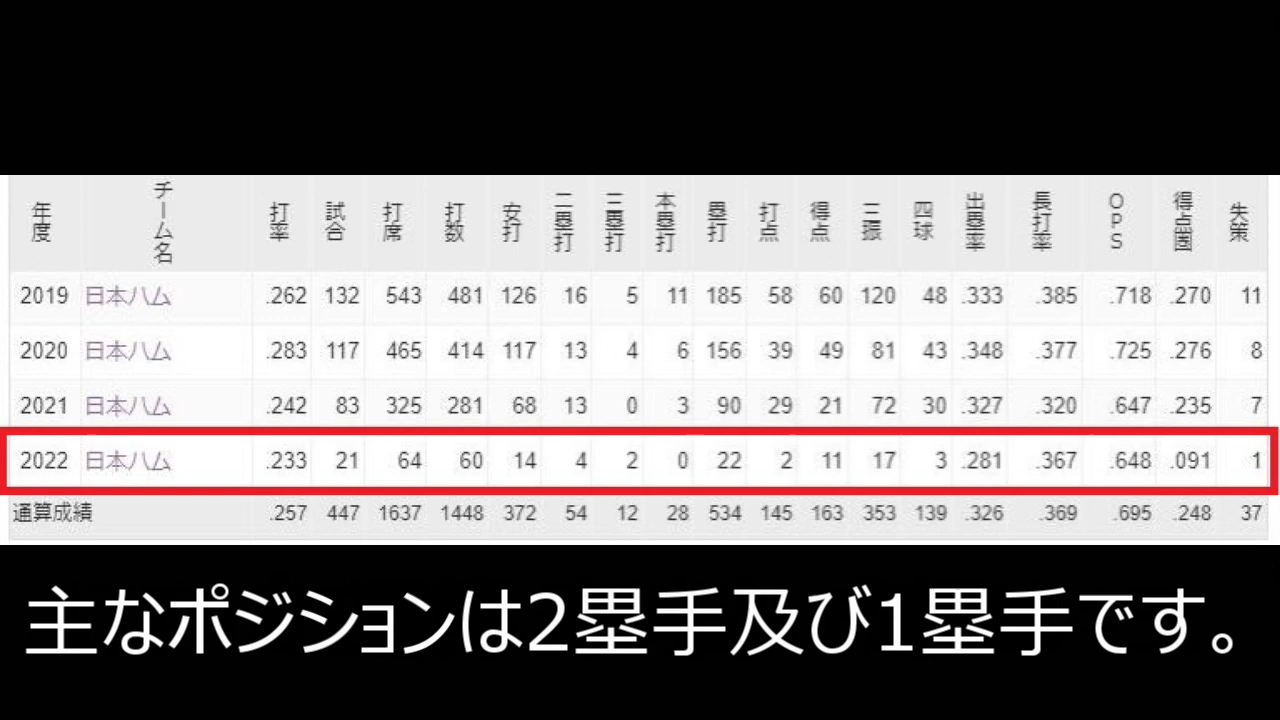 年度 チーム名 打率 試合 打席 打数 安打 二塁打 三塁打 本塁打 塁打 打点 得点 三振 四球 出塁率 長打率 OPS 得点圏 失策
2019 日本ハム .262 132 543 481 126 16 5 11 185 58 60 120 48 .333 .385 .718 .270 11
2020 日本ハム .283 117 465 414 117 13 4 6 156 39 49 81 43 .348 .377 .725 .276 8
2021 日本ハム .242 83 325 281 68 13 0 3 90 29 21 72 30 .327 .320 .647 .235 7
2022 日本ハム .233 21 64 60 14 4 2 0 22 2 11 17 3 .281 .367 .648 .091 1
通算成績 .257 447 1637 1448 372 54 12 28 534 145 163 353 139 .326 .369 .695 .248 37
主なポジションは2塁手及び1塁手です。